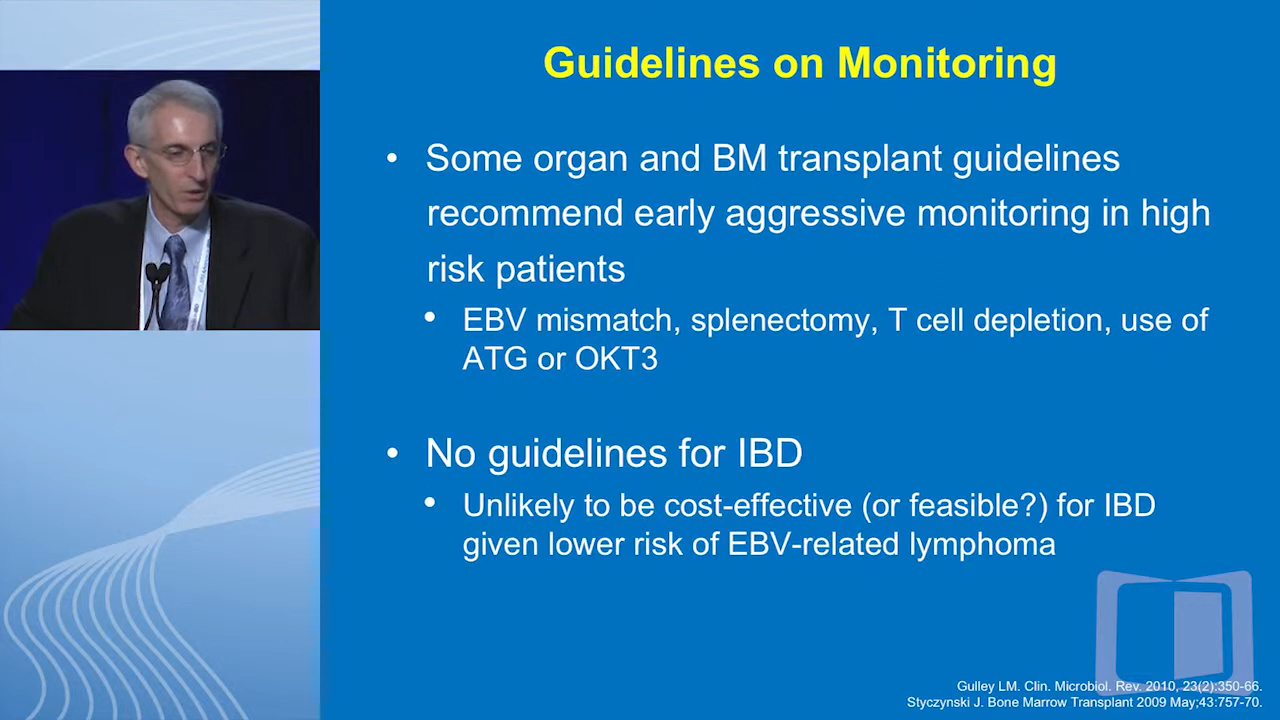 Guidelines on Monitoring
• Some organ and BM transplant guidelines
recommend early aggressive monitoring in high
risk patients
• EBV mismatch, splenectomy, T cell depletion, use of
ATG or OKT3
• No guidelines for IBD
• Unlikely to be cost-effective (or feasible?) for IBD
given lower risk of EBV-related lymphoma
Gulley LM. Clin. Microbiol. Rev. 2010, 23(2):350-66.
Styczynski J. Bone Marrow Transplant 2009 May;43:757-70.